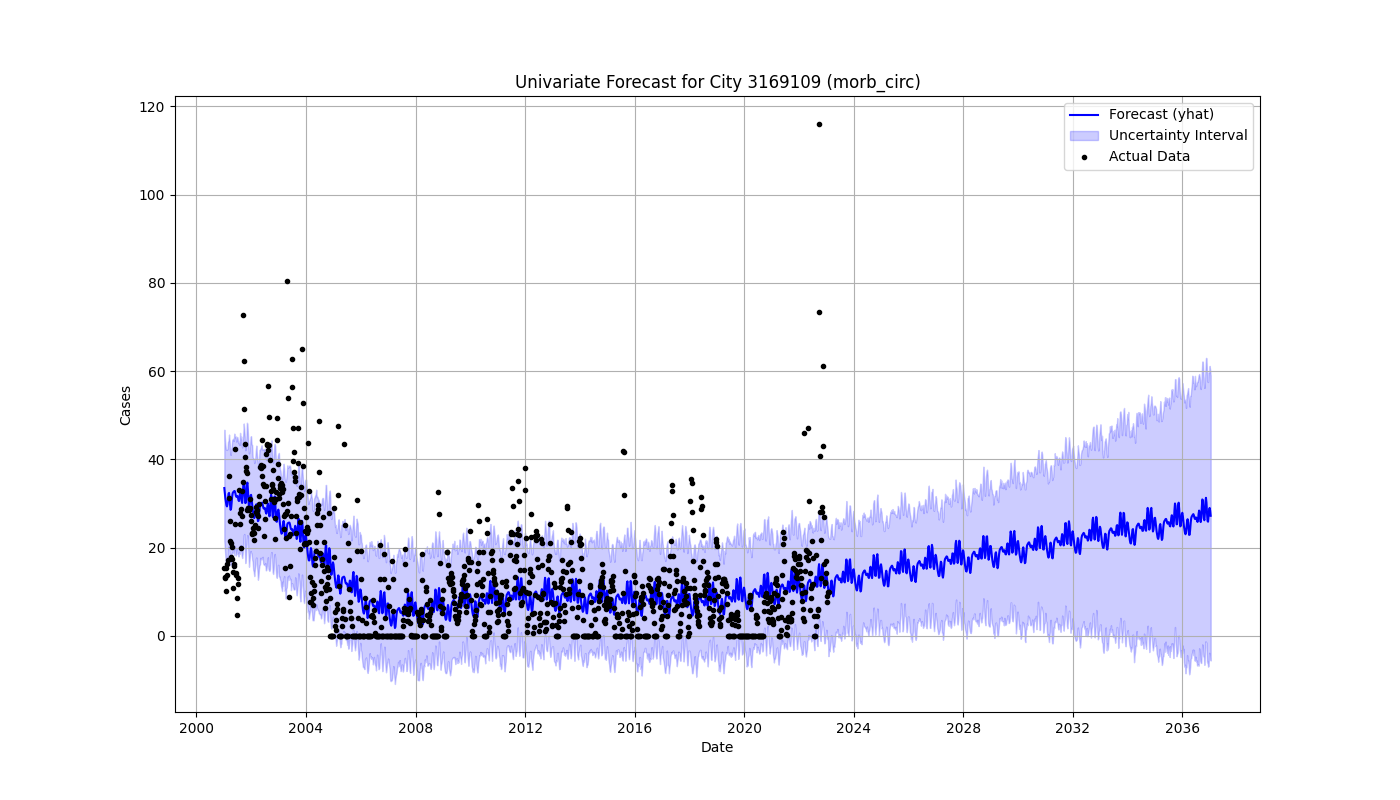 Univariate Forecast for City 3169109 (morb_circ)
120
100
80
60
40
20
0
Cases
Forecast (yhat)
Uncertainty Interval
Actual Data
2000 2004 2008 2012 2016 2020 2024 2028 2032 2036
Date